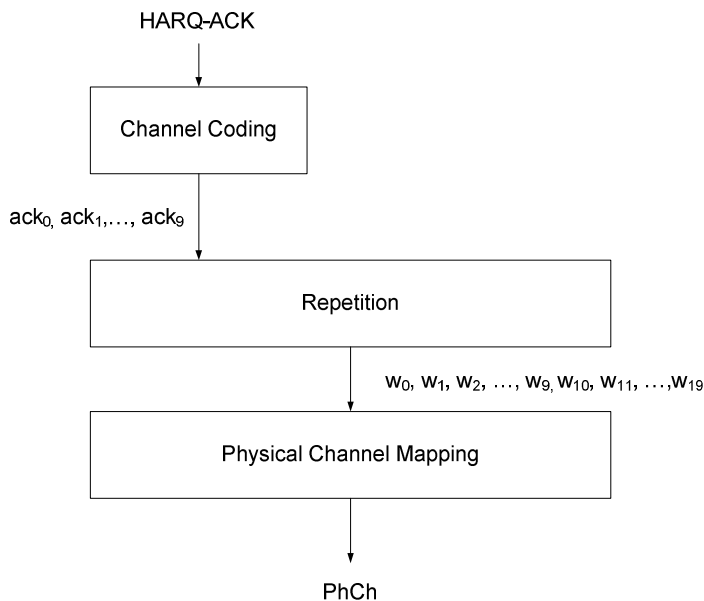 HARQ-ACK
Channel Coding
ack0, ack1,…, ack9
Repetition
w0, w1, w2, …, w9, w10, w11, …,w19
Physical Channel Mapping
PhCh